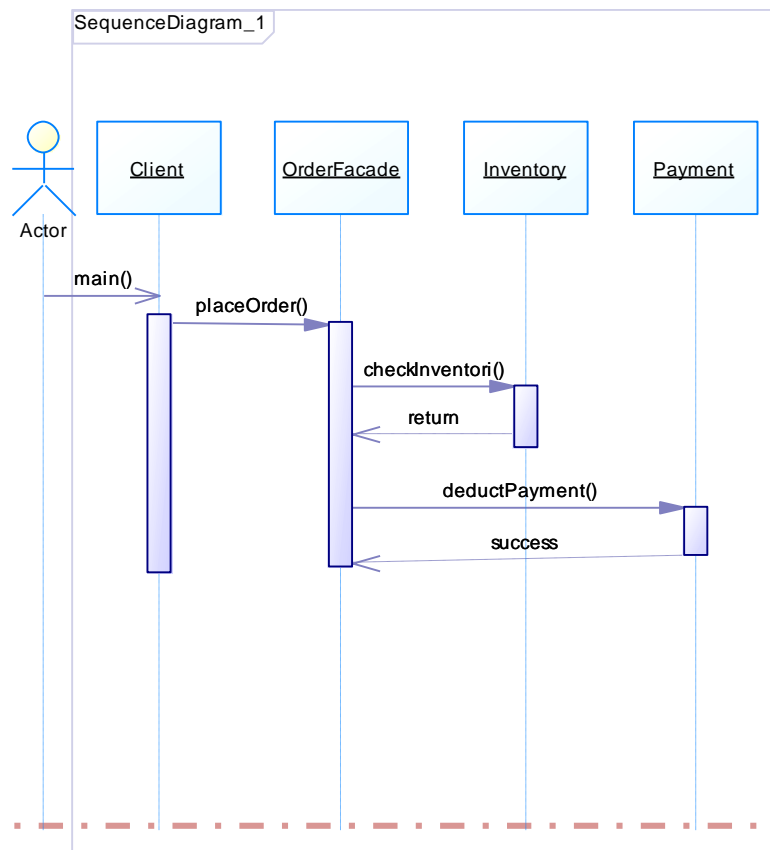 SequenceDiagram_1
Client
OrderFacade
Inventory
Payment
Actor
main()
placeOrder()
checkInventori()
return
deductPayment()
success